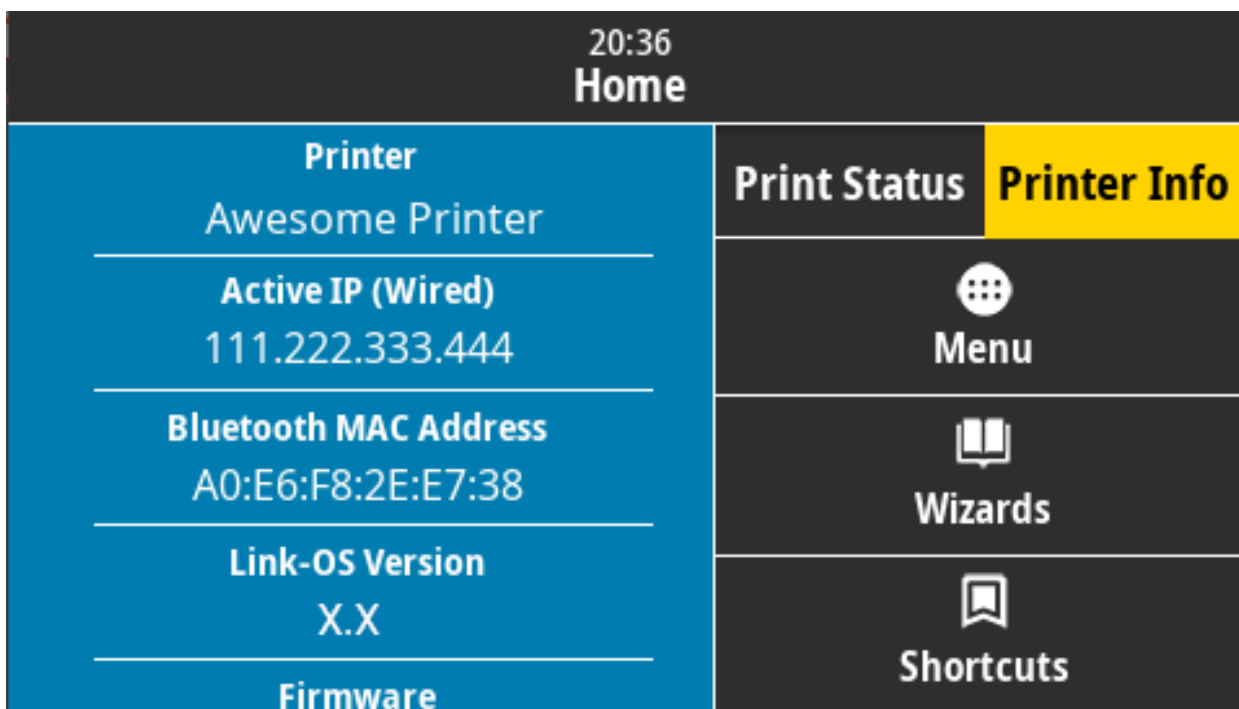 20:36
Home
Printer
Awesome Printer
Active IP (Wired)
111.222.333.444
Bluetooth MAC Address
A0:E6:F8:2E:E7:38
Link-OS Version
X.X
Firmware
Print Status
Printer Info
Menu
Wizards
Shortcuts